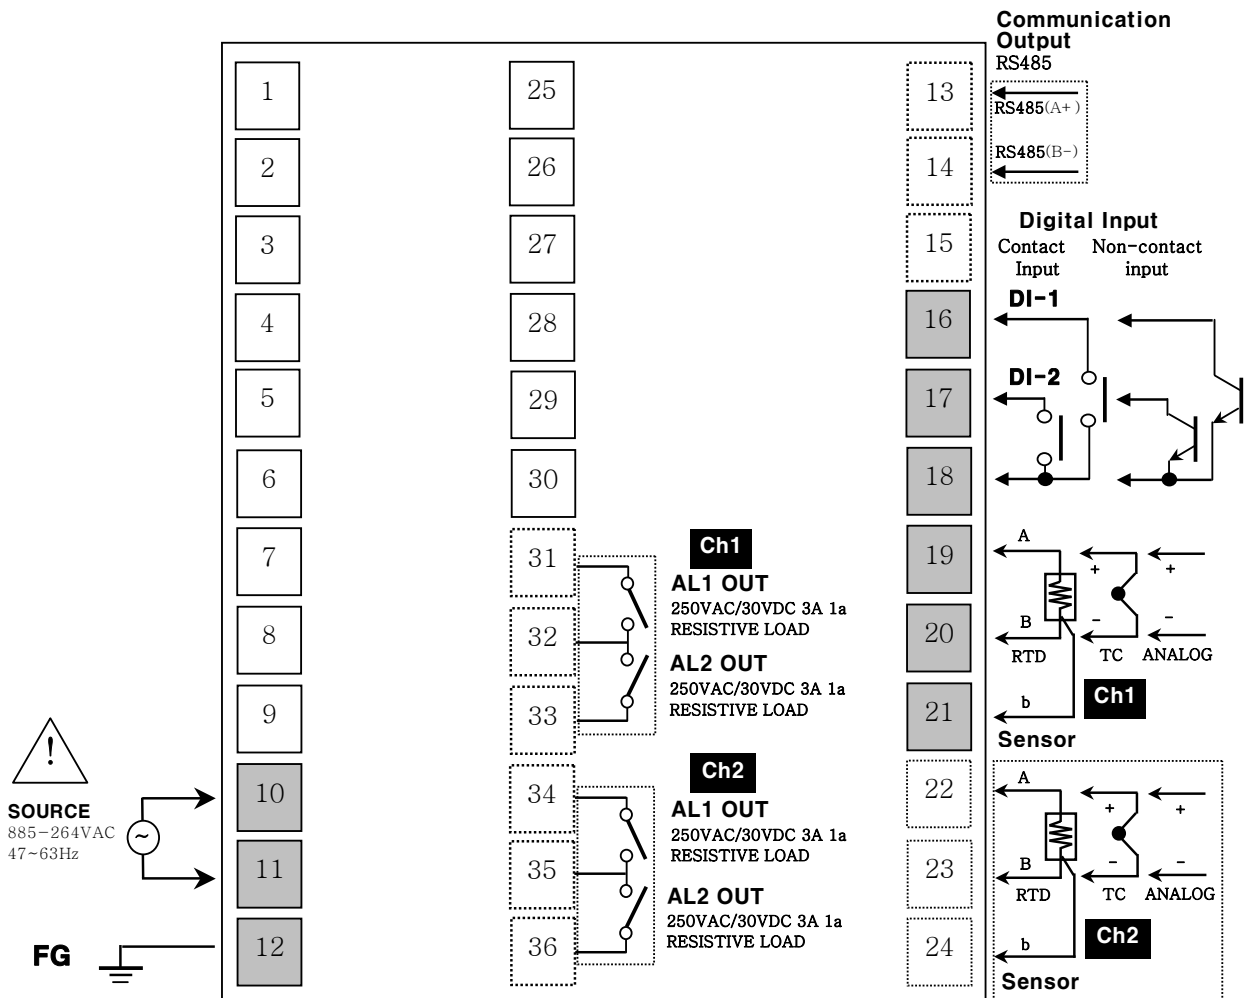 Communication
Output
RS485
1
25
13
RS485(A+)
2
26
14
RS485(B-)
3
27
15
Digital Input
Contact
Input
Non-contact
input
4
28
16
DI-1
5
29
17
DI-2
6
30
18
7
31
Ch1
AL1 OUT
250VAC/30VDC 3A 1a
RESISTIVE LOAD
19
A
+
+
8
32
20
B
-
-
RTD
TC
ANALOG
AL2 OUT
250VAC/30VDC 3A 1a
RESISTIVE LOAD
9
33
21
b
Ch1
Sensor
!
SOURCE
885-264VAC
47~63Hz
~
10
34
Ch2
AL1 OUT
250VAC/30VDC 3A 1a
RESISTIVE LOAD
22
A
+
+
11
35
23
B
-
-
RTD
TC
ANALOG
AL2 OUT
250VAC/30VDC 3A 1a
RESISTIVE LOAD
FG
12
36
24
b
Ch2
Sensor